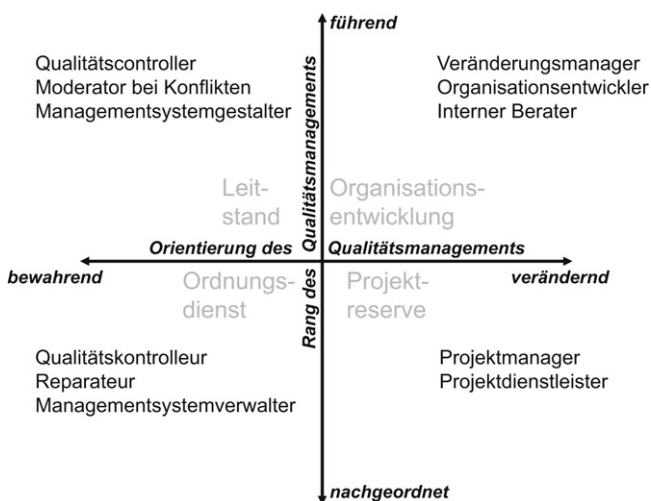 führend
Qualitätscontroller
Moderator bei Konflikten
Managementsystemgestalter
Veränderungsmanager
Organisationsentwickler
Interner Berater
Leit-
stand
Organisations-
entwicklung
Rang des Qualitätsmanagements
Orientierung des Qualitätsmanagements
bewahrend
verändernd
Ordnungs-
dienst
Projekt-
reserve
Qualitätskontrolleur
Reparateur
Managementsystemverwalter
Projektmanager
Projektdienstleister
nachgeordnet